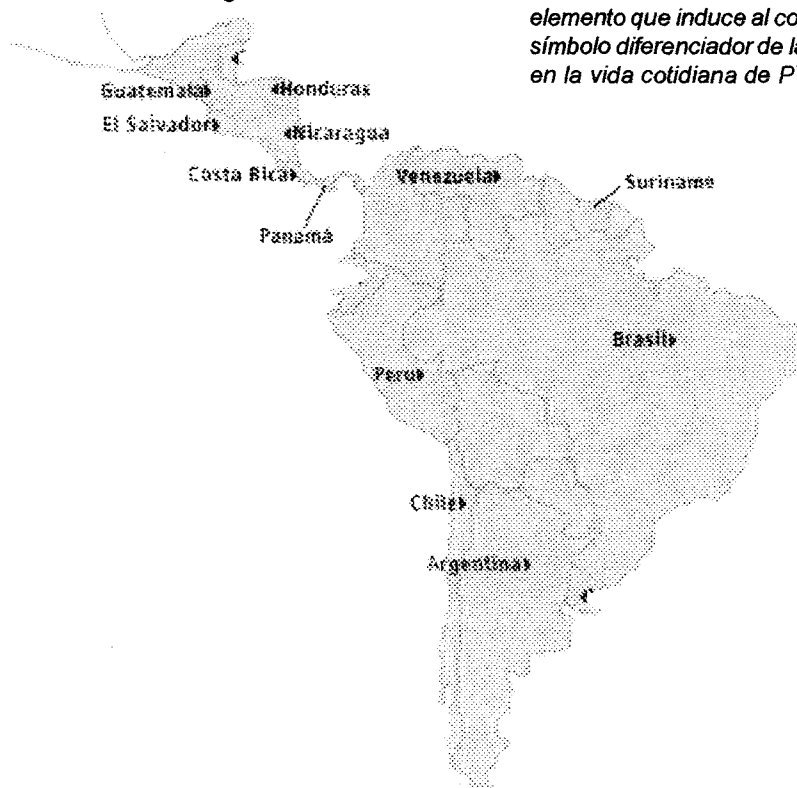 elemento que induce al co
símbolo diferenciador de la
en la vida cotidiana de P
Guatemala
Honduras
El Salvador
Nicaragua
Costa Rica
Venezuela
Suriname
Panamá
Brasil
Peru
Chile
Argentina